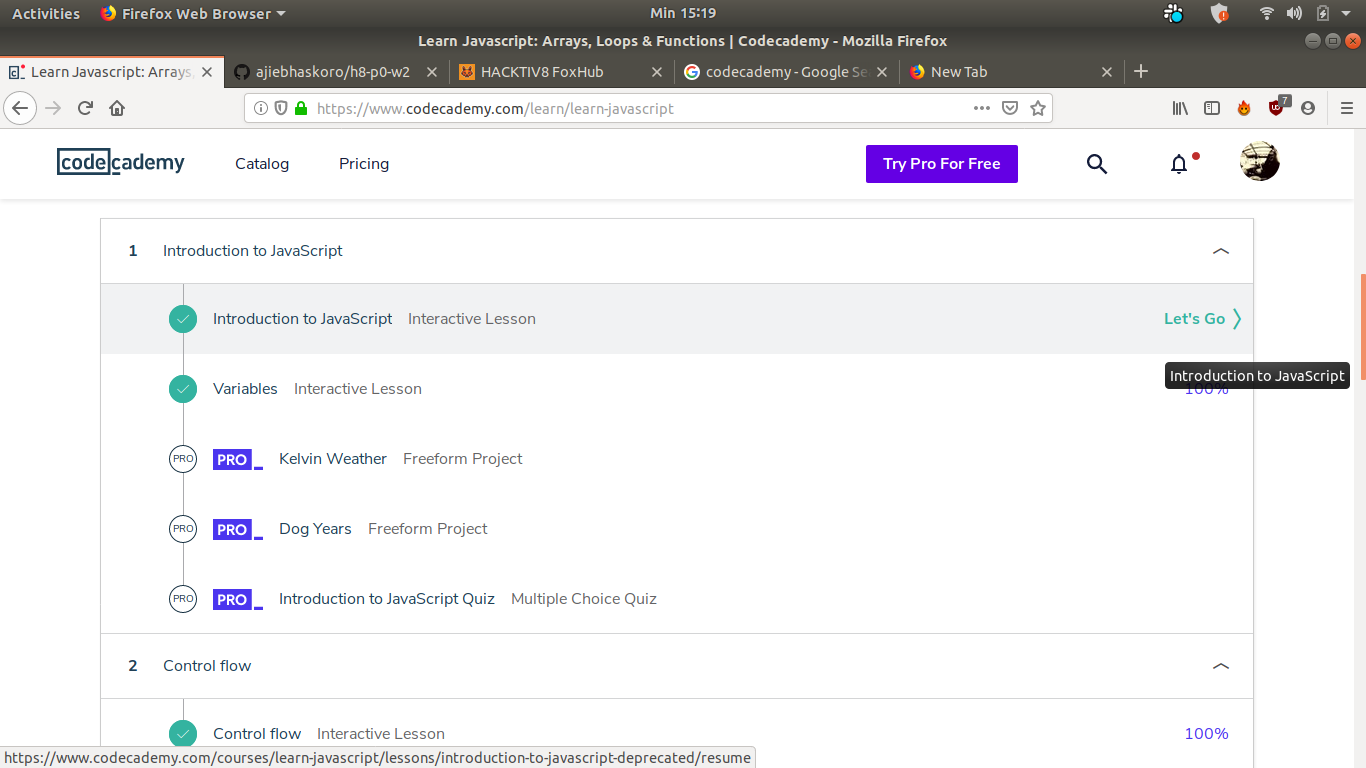 Activities Firefox Web Browser Min 15:19
Learn Javascript: Arrays, Loops & Functions | Codecademy - Mozilla Firefox
Learn Javascript: Arrays, ajiebhaskoro/h8-p0-w2 HACKTIV8 FoxHub codecademy - Google Se New Tab
https://www.codecademy.com/learn/learn-javascript 7
codecademy Catalog Pricing Try Pro For Free
1 Introduction to JavaScript
Introduction to JavaScript Interactive Lesson Let's Go
Introduction to JavaScript
Variables Interactive Lesson 100%
PRO PRO_ Kelvin Weather Freeform Project
PRO PRO_ Dog Years Freeform Project
PRO PRO_ Introduction to JavaScript Quiz Multiple Choice Quiz
2 Control flow
Control flow Interactive Lesson 100%
https://www.codecademy.com/courses/learn-javascript/lessons/introduction-to-javascript-deprecated/resume